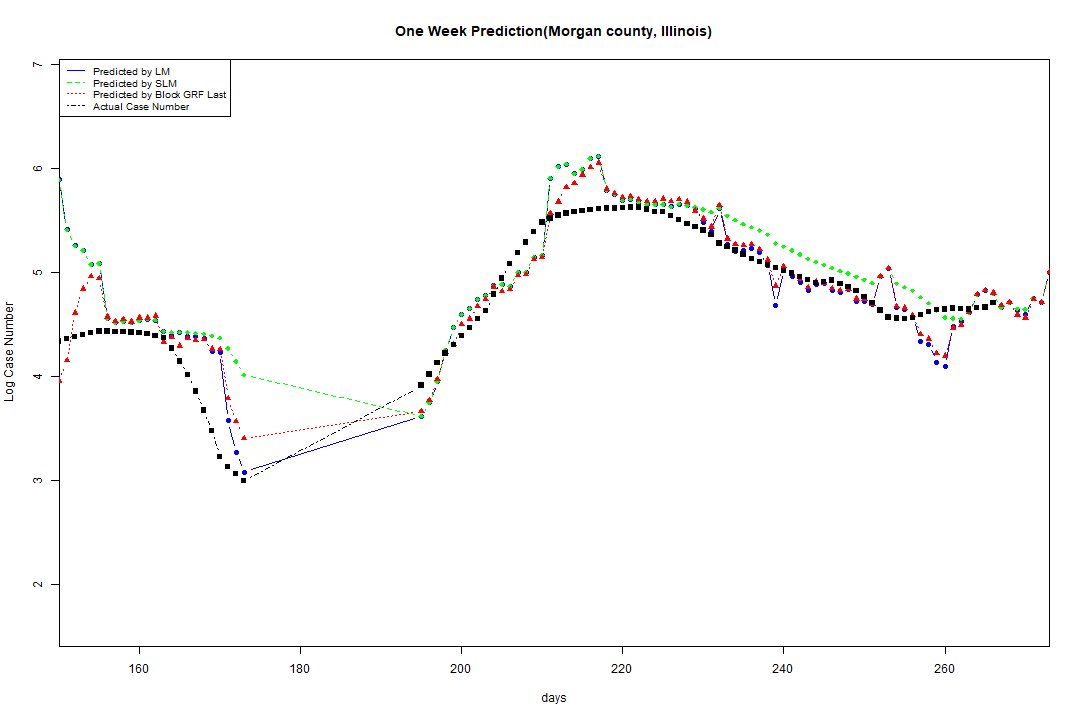 One Week Prediction(Morgan county, Illinois)
Predicted by LM
Predicted by SLM
Predicted by Block GRF Last
Actual Case Number
Log Case Number
7
6
5
4
3
2
160 180 200 220 240 260
days